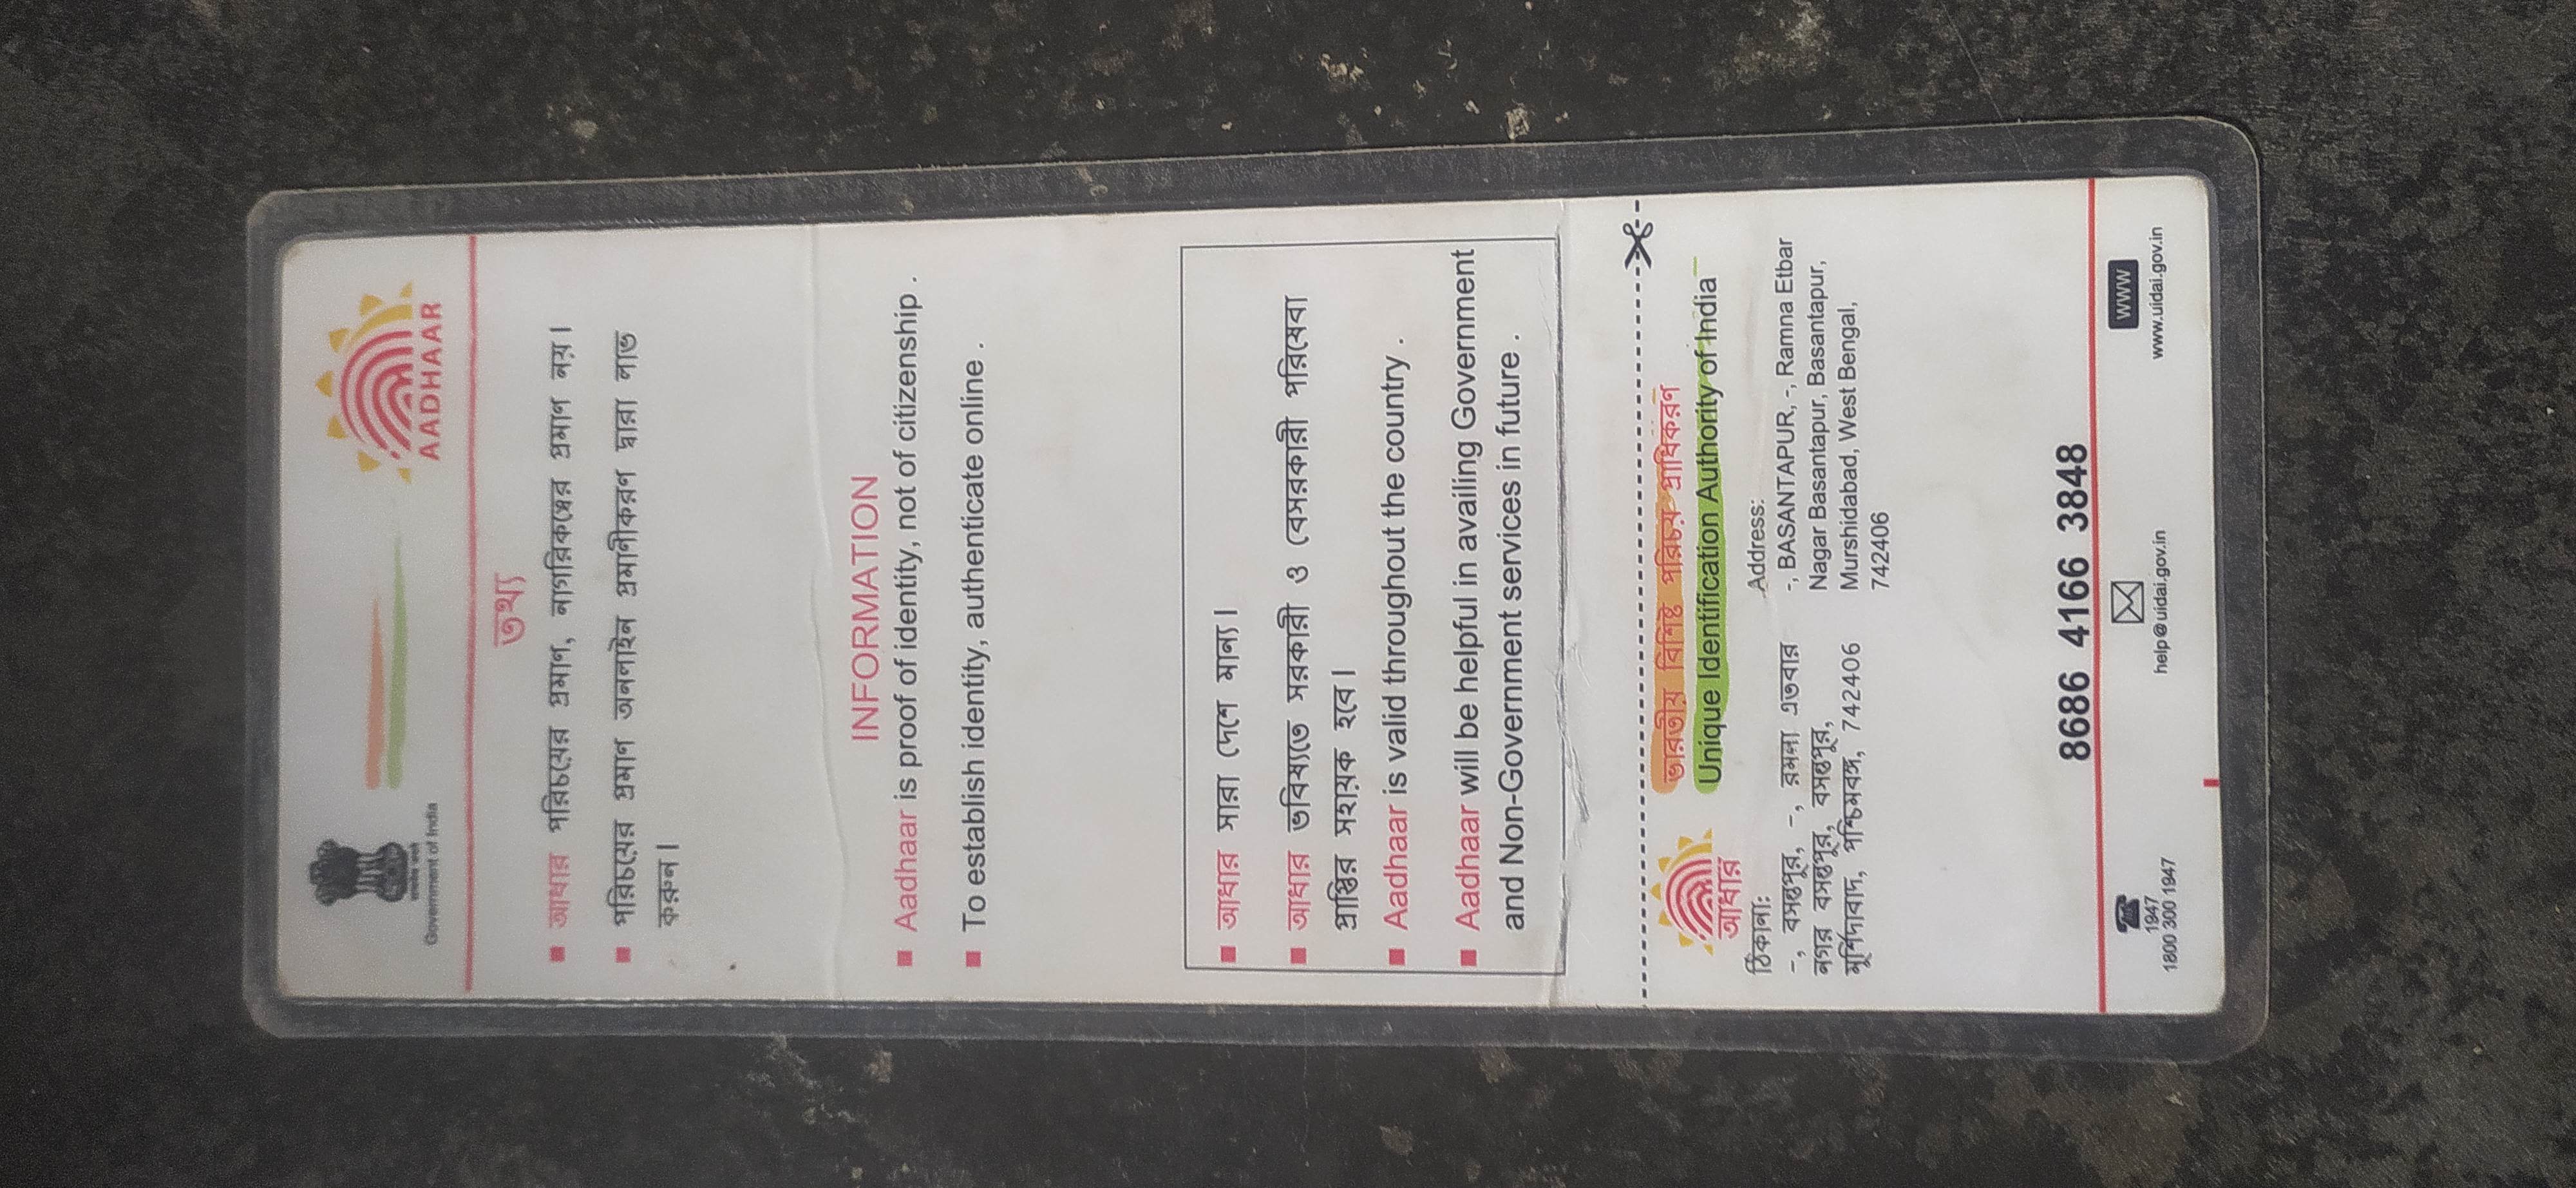 Government of India
AADHAAR
তথ্য
আধার পরিচয়ের প্রমাণ, নাগরিকত্বের প্রমাণ নয়।
পরিচয়ের প্রমাণ অনলাইন প্রমাণীকরণ দ্বারা লাভ
করুন।
INFORMATION
Aadhaar is proof of identity, not of citizenship .
To establish identity, authenticate online .
আধার সারা দেশে মান্য।
আধার ভবিষ্যতে সরকারী ও বেসরকারী পরিষেবা
প্রাপ্তির সহায়ক হবে।
Aadhaar is valid throughout the country .
Aadhaar will be helpful in availing Government
and Non-Government services in future .
ভারতীয় বিশিষ্ট পরিচয় প্রাধিকরণ
Unique Identification Authority of India
আধার
ঠিকানা:
-, বসন্তপুর, -, রমনা এতবার
নগর বসন্তপুর, বসন্তপুর,
মুর্শিদাবাদ, পশ্চিমবঙ্গ, 742406
Address:
-, BASANTAPUR, -, Ramna Etbar
Nagar Basantapur, Basantapur,
Murshidabad, West Bengal,
742406
8686 4166 3848
1947
1800 300 1947
help@uidai.gov.in
www
www.uidai.gov.in